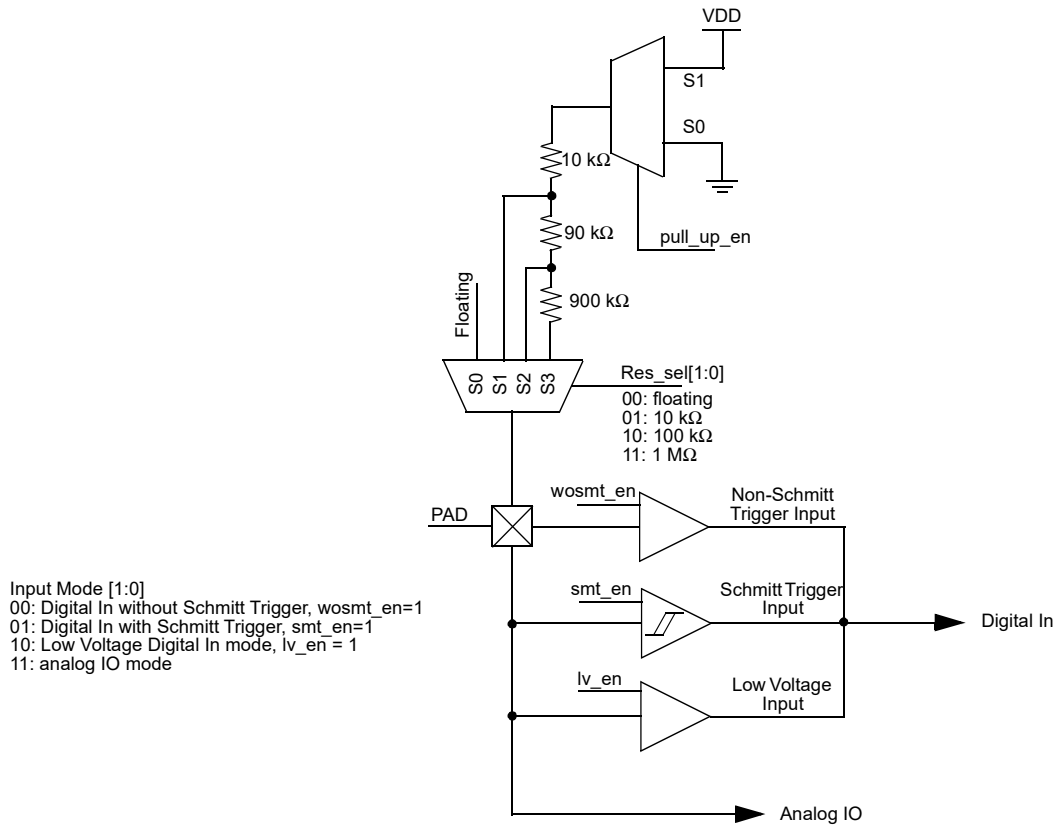 VDD
S1
S0
10 kΩ
pull_up_en
90 kΩ
900 kΩ
Floating
S0
S1
S2
S3
Res_sel[1:0]
00: floating
01: 10 kΩ
10: 100 kΩ
11: 1 MΩ
wosmt_en
Non-Schmitt
Trigger Input
PAD
Input Mode [1:0]
00: Digital In without Schmitt Trigger, wosmt_en=1
01: Digital In with Schmitt Trigger, smt_en=1
10: Low Voltage Digital In mode, lv_en = 1
11: analog IO mode
smt_en
Schmitt Trigger
Input
Digital In
lv_en
Low Voltage
Input
Analog IO